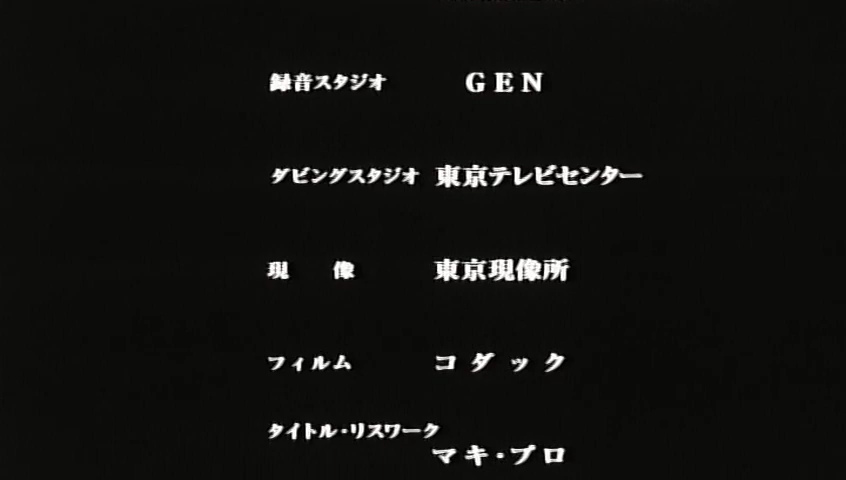 録音スタジオ GEN
ダビングスタジオ 東京テレビセンター
現 像 東京現像所
フィルム コダック
タイトル・リスワーク
マキ・プロ